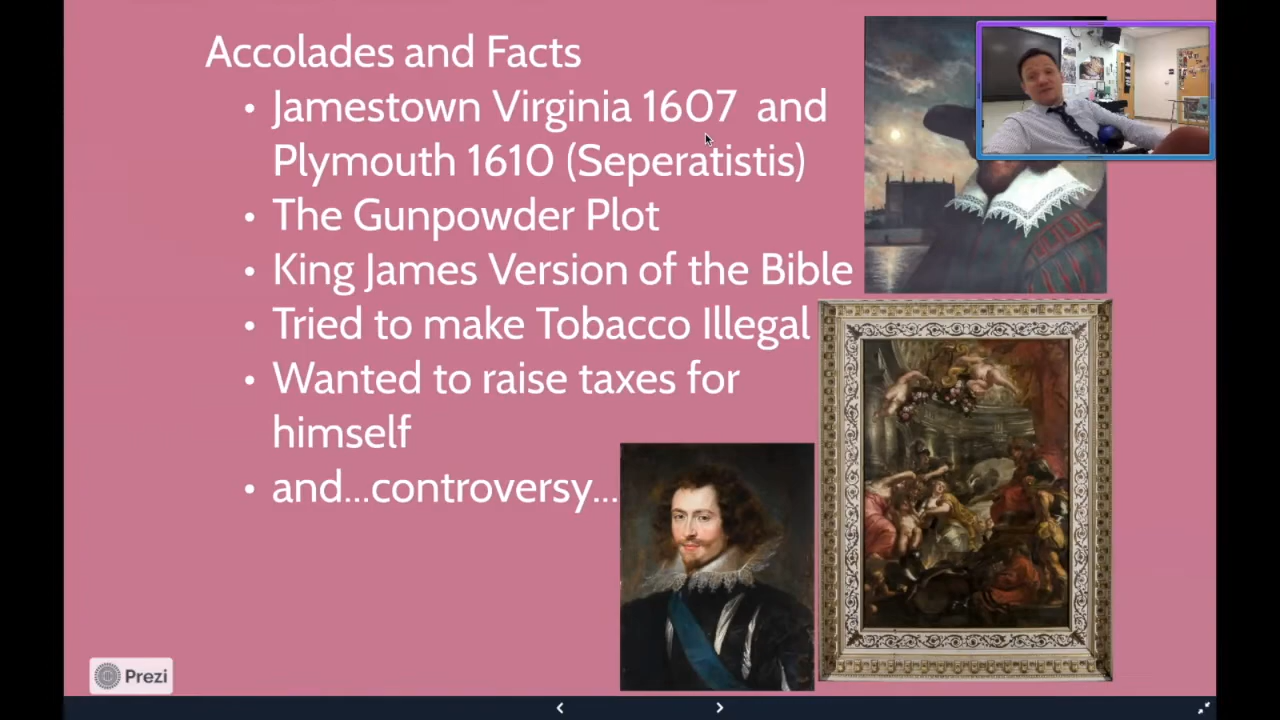 Accolades and Facts
• Jamestown Virginia 1607 and
Plymouth 1610 (Seperatistis)
• The Gunpowder Plot
• King James Version of the Bible
• Tried to make Tobacco Illegal
• Wanted to raise taxes for
himself
• and...controversy...
Prezi